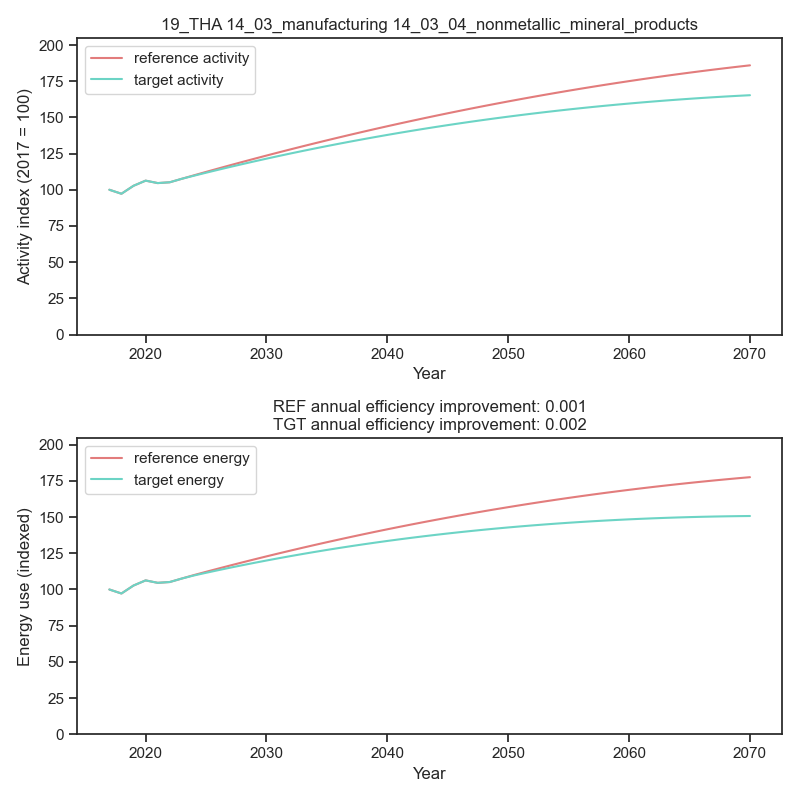 19_THA 14_03_manufacturing 14_03_04_nonmetallic_mineral_products
200
175
150
125
100
75
50
25
0
Activity index (2017 = 100)
reference activity
target activity
2020 2030 2040 2050 2060 2070
Year
REF annual efficiency improvement: 0.001
TGT annual efficiency improvement: 0.002
200
175
150
125
100
75
50
25
0
Energy use (indexed)
reference energy
target energy
2020 2030 2040 2050 2060 2070
Year